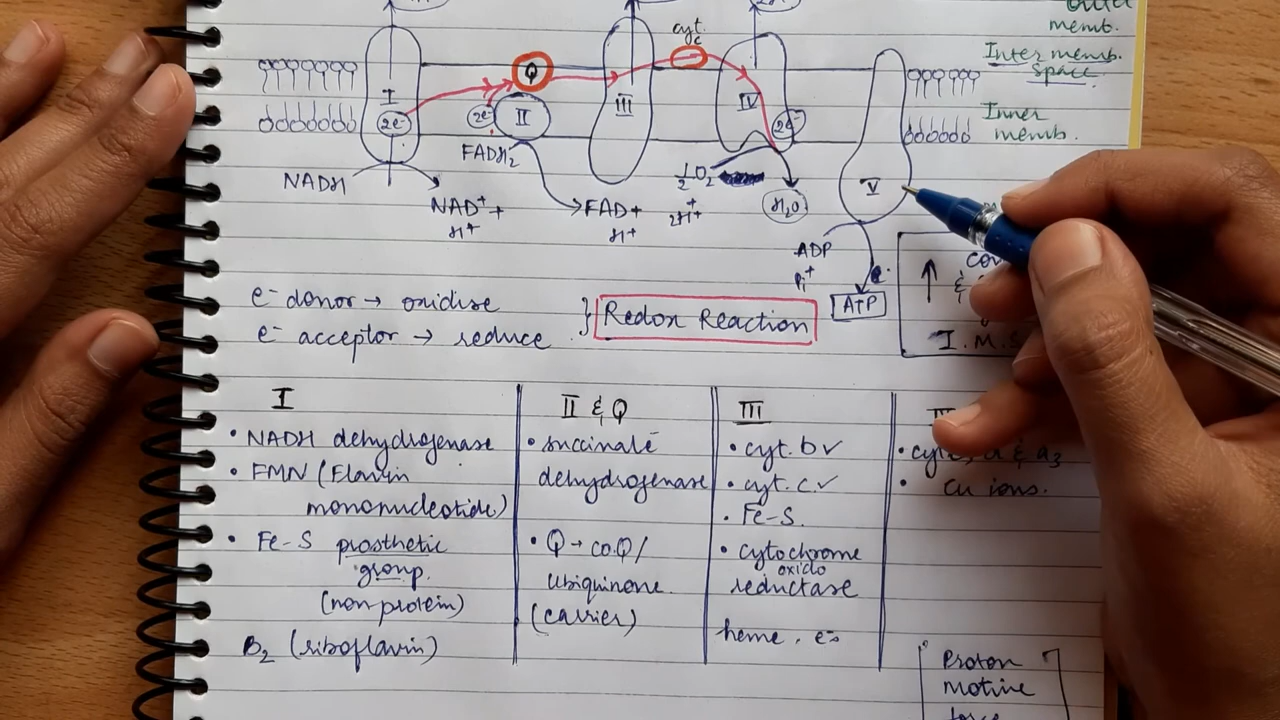 outer
memb.
Inter memb.
space
Inner
memb.
cyt.
c
Q
I
II
III
IV
V
2e-
2e-
2e-
FADH2
NADH
NAD+ +
H+
FAD+
H+
1/2 O2
+
2H+
H2O
ADP
+
Pi
ATP
I.M.S
e- donor → oxidise
e- acceptor → reduce
} Redox Reaction
I
• NADH dehydrogenase
• FMN (Flavin
mononucleotide)
• Fe-S prosthetic
group.
(non-protein)
B2 (riboflavin)
II & Q
• succinate
dehydrogenase
• Q → co.Q/
ubiquinone.
(carrier)
III
• cyt. b✓
• cyt. c.✓
• Fe-S.
• cytochrome
oxido
reductase
heme, e-
a & a3
• Cu ions.
Proton
Motive
force